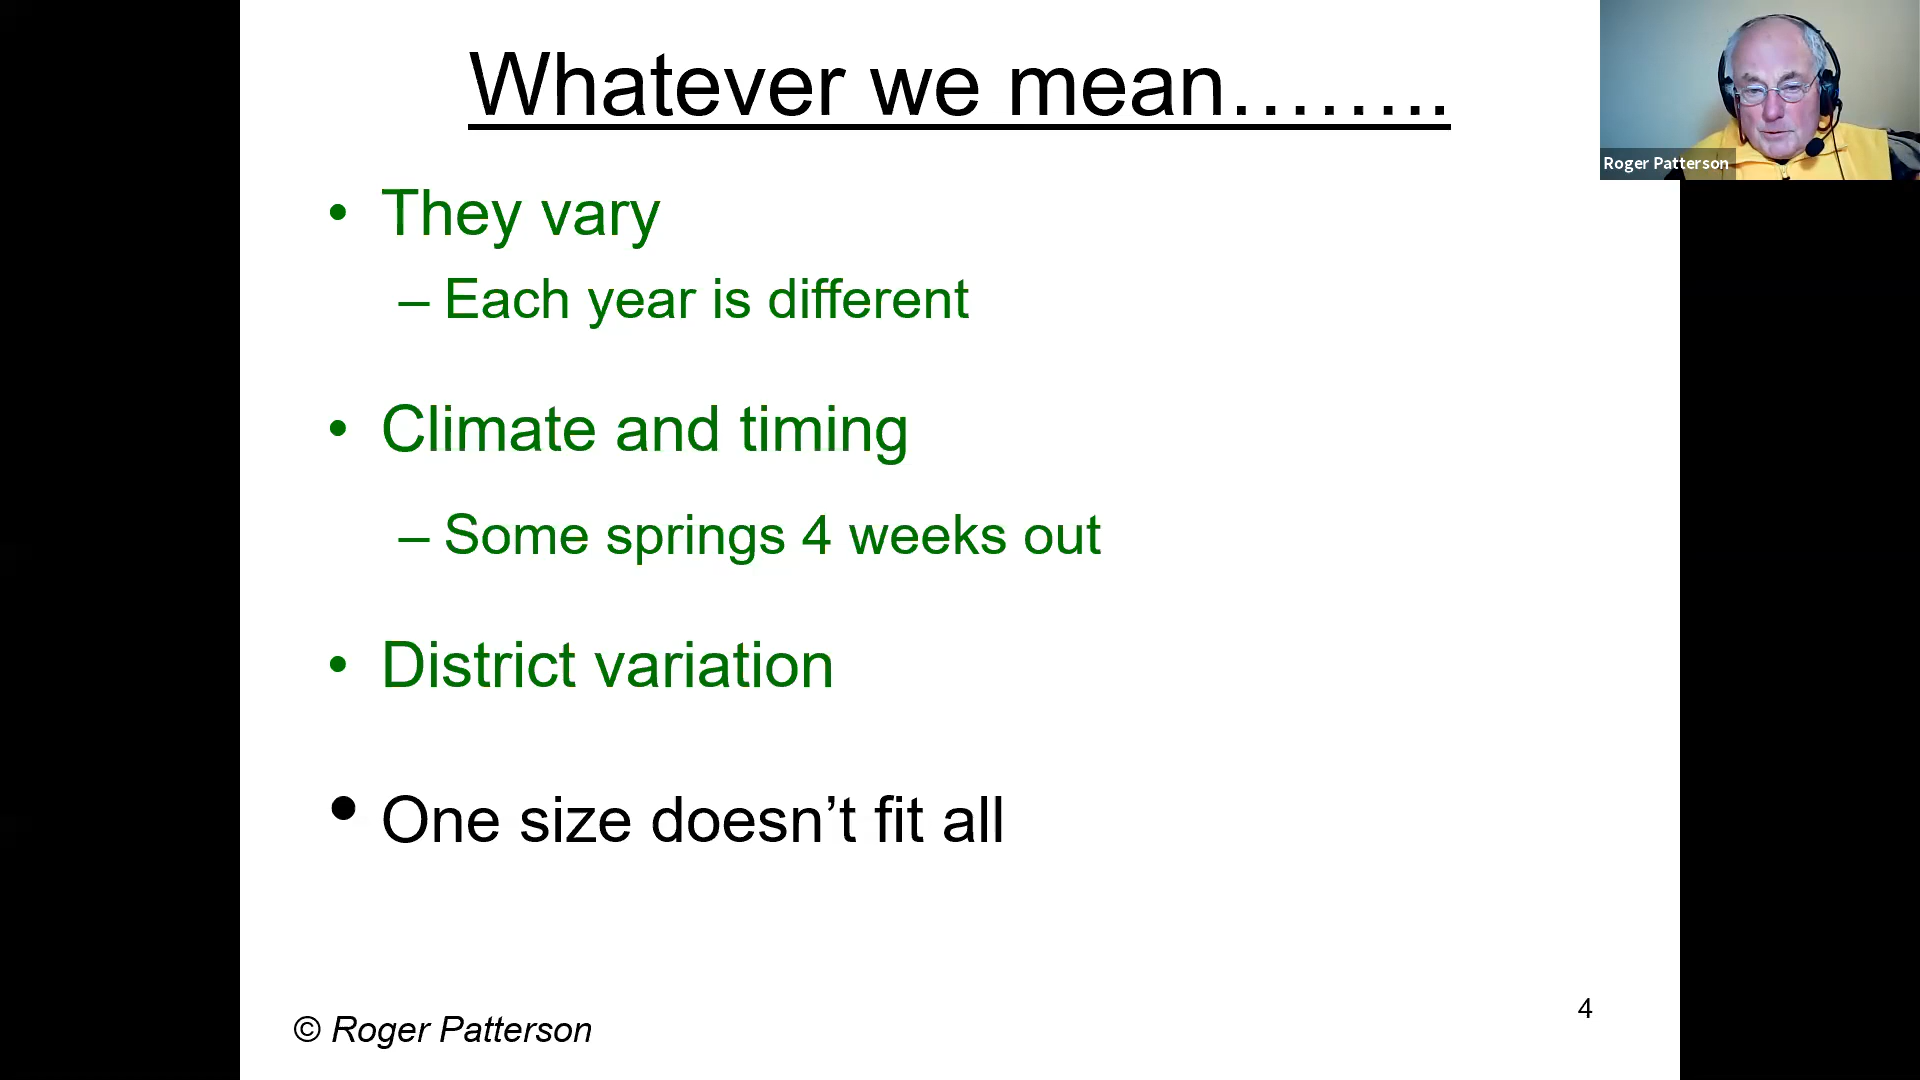 Whatever we mean……..
Roger Patterson
• They vary
– Each year is different
• Climate and timing
– Some springs 4 weeks out
• District variation
• One size doesn’t fit all
4
© Roger Patterson